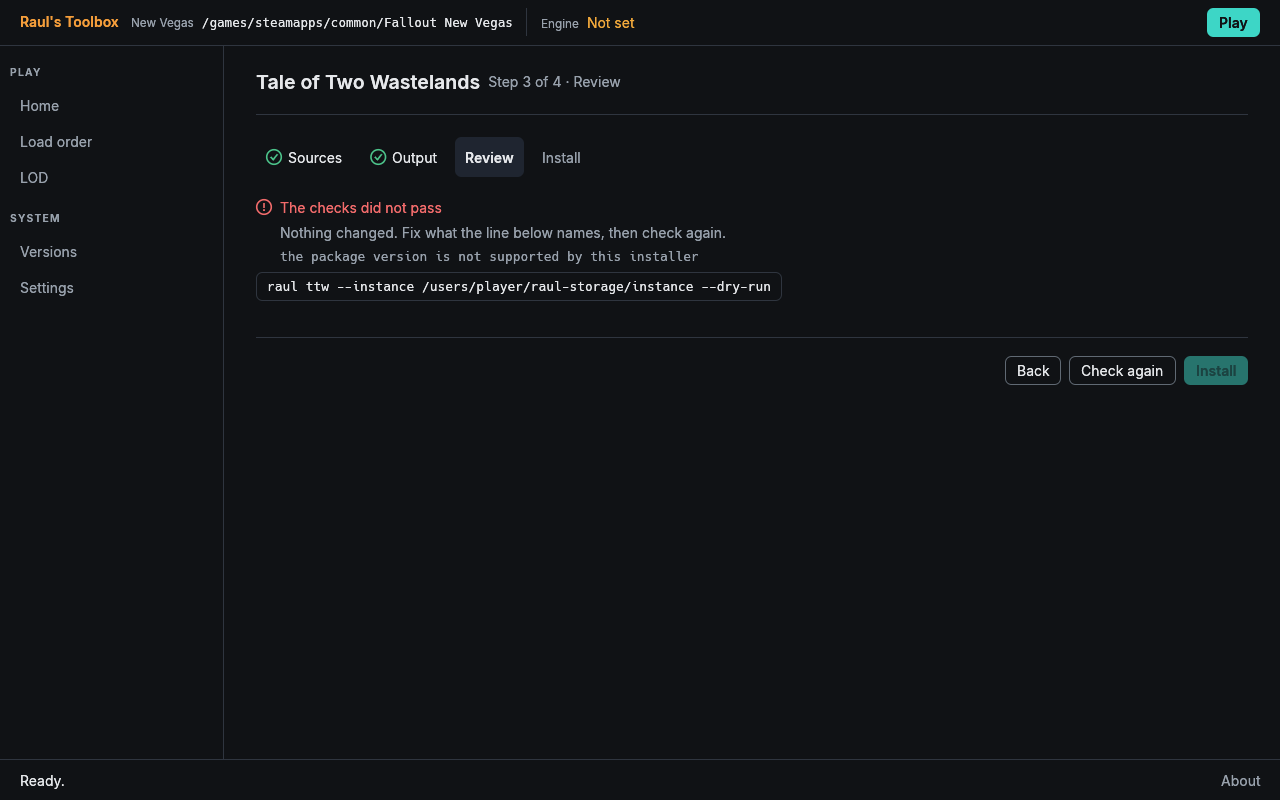 Raul's Toolbox New Vegas /games/steamapps/common/Fallout New Vegas Engine Not set Play
PLAY
Home
Load order
LOD
SYSTEM
Versions
Settings
Tale of Two Wastelands Step 3 of 4 · Review
Sources Output Review Install
The checks did not pass
Nothing changed. Fix what the line below names, then check again.
the package version is not supported by this installer
raul ttw --instance /users/player/raul-storage/instance --dry-run
Back Check again Install
Ready. About